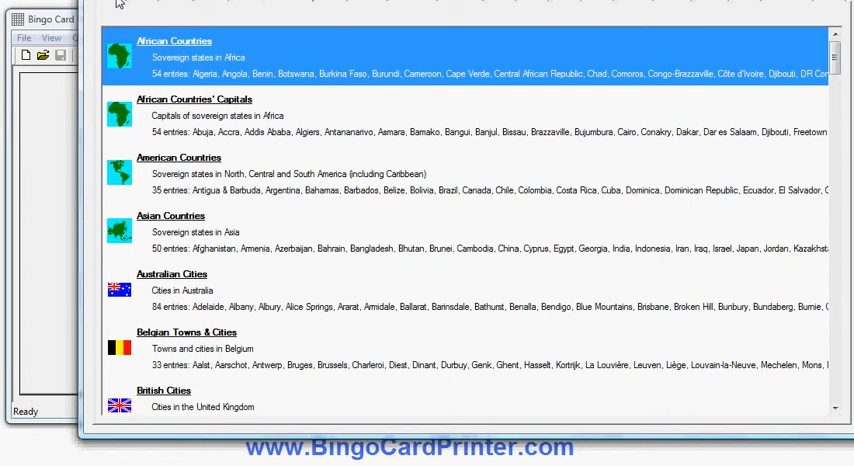 Bingo Card
File View
African Countries
Sovereign states in Africa
54 entries: Algeria, Angola, Benin, Botswana, Burkina Faso, Burundi, Cameroon, Cape Verde, Central African Republic, Chad, Comoros, Congo-Brazzaville, Côte d'Ivoire, Djibouti, DR
African Countries' Capitals
Capitals of sovereign states in Africa
54 entries: Abuja, Accra, Addis Ababa, Algiers, Antananarivo, Asmara, Bamako, Bangui, Banjul, Bissau, Brazzaville, Bujumbura, Cairo, Conakry, Dakar, Dar es Salaam, Djibouti, Freetown
American Countries
Sovereign states in North, Central and South America (including Caribbean)
35 entries: Antigua & Barbuda, Argentina, Bahamas, Barbados, Belize, Bolivia, Brazil, Canada, Chile, Colombia, Costa Rica, Cuba, Dominica, Dominican Republic, Ecuador, El Salvador,
Asian Countries
Sovereign states in Asia
50 entries: Afghanistan, Armenia, Azerbaijan, Bahrain, Bangladesh, Bhutan, Brunei, Cambodia, China, Cyprus, Egypt, Georgia, India, Indonesia, Iran, Iraq, Israel, Japan, Jordan, Kazakhsta
Australian Cities
Cities in Australia
84 entries: Adelaide, Albany, Albury, Alice Springs, Ararat, Armidale, Ballarat, Barinsdale, Bathurst, Benalla, Bendigo, Blue Mountains, Brisbane, Broken Hill, Bunbury, Bundaberg, Burnie,
Belgian Towns & Cities
Towns and cities in Belgium
33 entries: Aalst, Aarschot, Antwerp, Bruges, Brussels, Charleroi, Diest, Dinant, Durbuy, Genk, Ghent, Hasselt, Kortrijk, La Louvière, Leuven, Liège, Louvain-la-Neuve, Mechelen, Mons,
British Cities
Cities in the United Kingdom
Ready
www.BingoCardPrinter.com